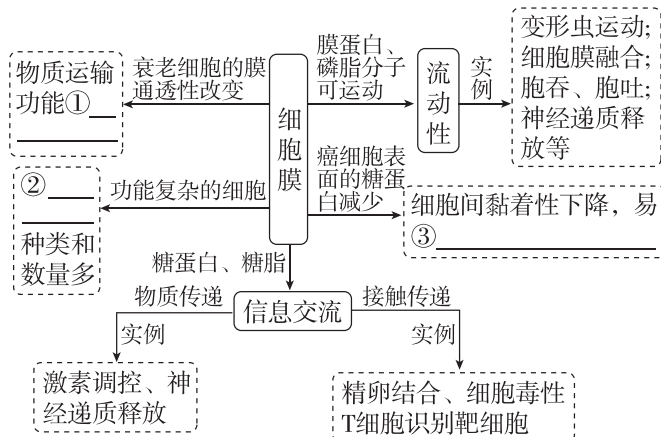 物质运输
功能①
衰老细胞的膜
通透性改变
细胞膜
膜蛋白、
磷脂分子
可运动
流动性
实例
变形虫运动;
细胞膜融合;
胞吞、胞吐;
神经递质释
放等
②
种类和
数量多
功能复杂的细胞
癌细胞表
面的糖蛋
白减少
细胞间黏着性下降，易
③
糖蛋白、糖脂
物质传递
信息交流
接触传递
实例
实例
激素调控、神
经递质释放
精卵结合、细胞毒性
T细胞识别靶细胞